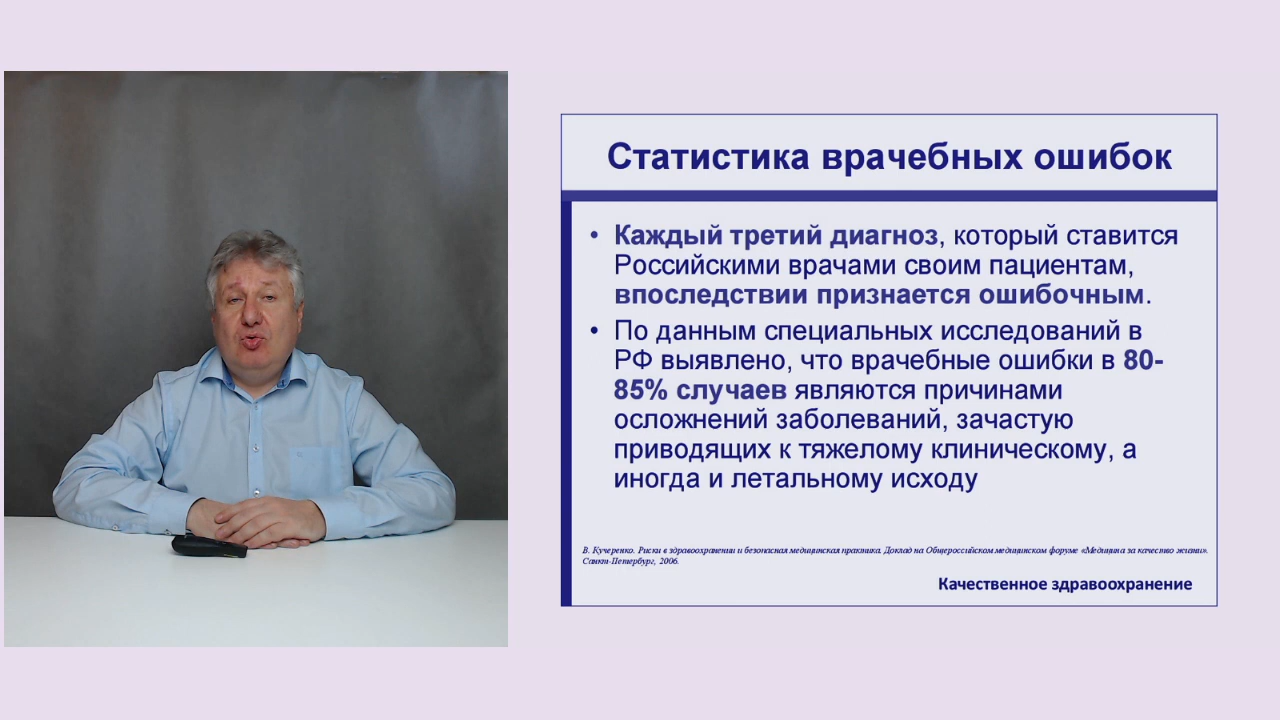 Статистика врачебных ошибок
• Каждый третий диагноз, который ставится
Российскими врачами своим пациентам,
впоследствии признается ошибочным.
• По данным специальных исследований в
РФ выявлено, что врачебные ошибки в 80-
85% случаев являются причинами
осложнений заболеваний, зачастую
приводящих к тяжелому клиническому, а
иногда и летальному исходу
В. Кучеренко. Риски в здравоохранении и безопасная медицинская практика. Доклад на Общероссийском медицинском форуме «Медицина за качество жизни».
Санкт-Петербург, 2006.
Качественное здравоохранение